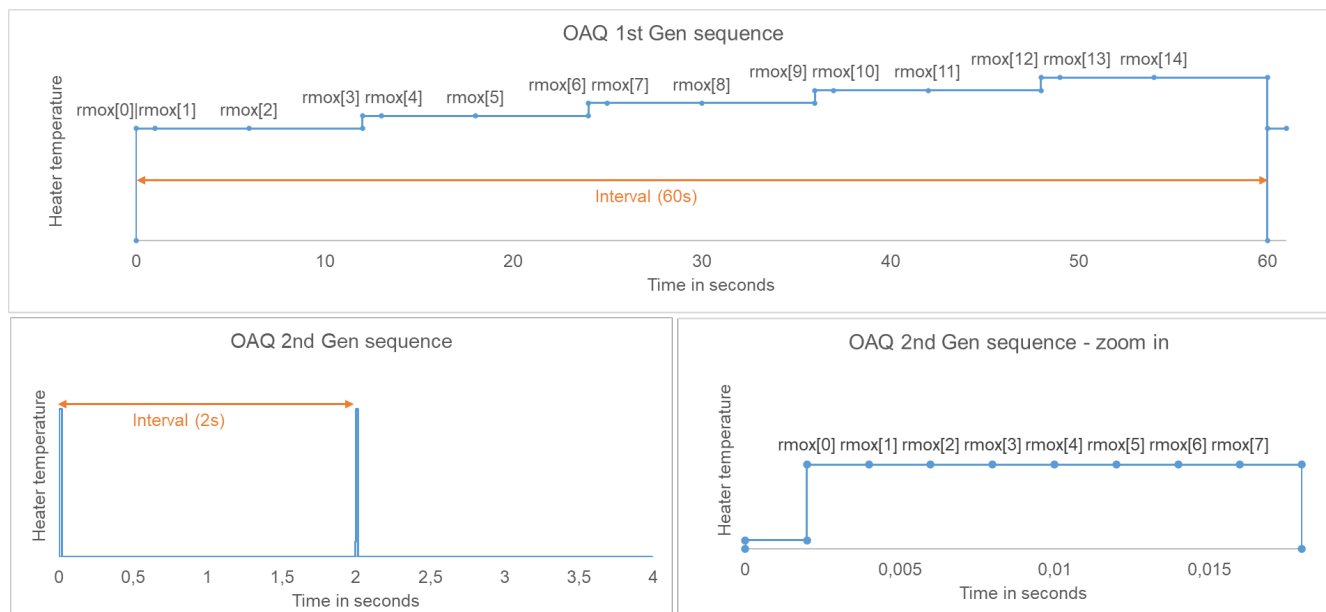 OAQ 1st Gen sequence
rmox[12] rmox[13] rmox[14]
rmox[9] rmox[10] rmox[11]
rmox[6] rmox[7] rmox[8]
rmox[3] rmox[4] rmox[5]
rmox[0]|rmox[1] rmox[2]
Heater temperature
Interval (60s)
0 10 20 30 40 50 60
Time in seconds
OAQ 2nd Gen sequence
Heater temperature
Interval (2s)
0 0,5 1 1,5 2 2,5 3 3,5 4
Time in seconds
OAQ 2nd Gen sequence - zoom in
Heater temperature
rmox[0] rmox[1] rmox[2] rmox[3] rmox[4] rmox[5] rmox[6] rmox[7]
0 0,005 0,01 0,015
Time in seconds